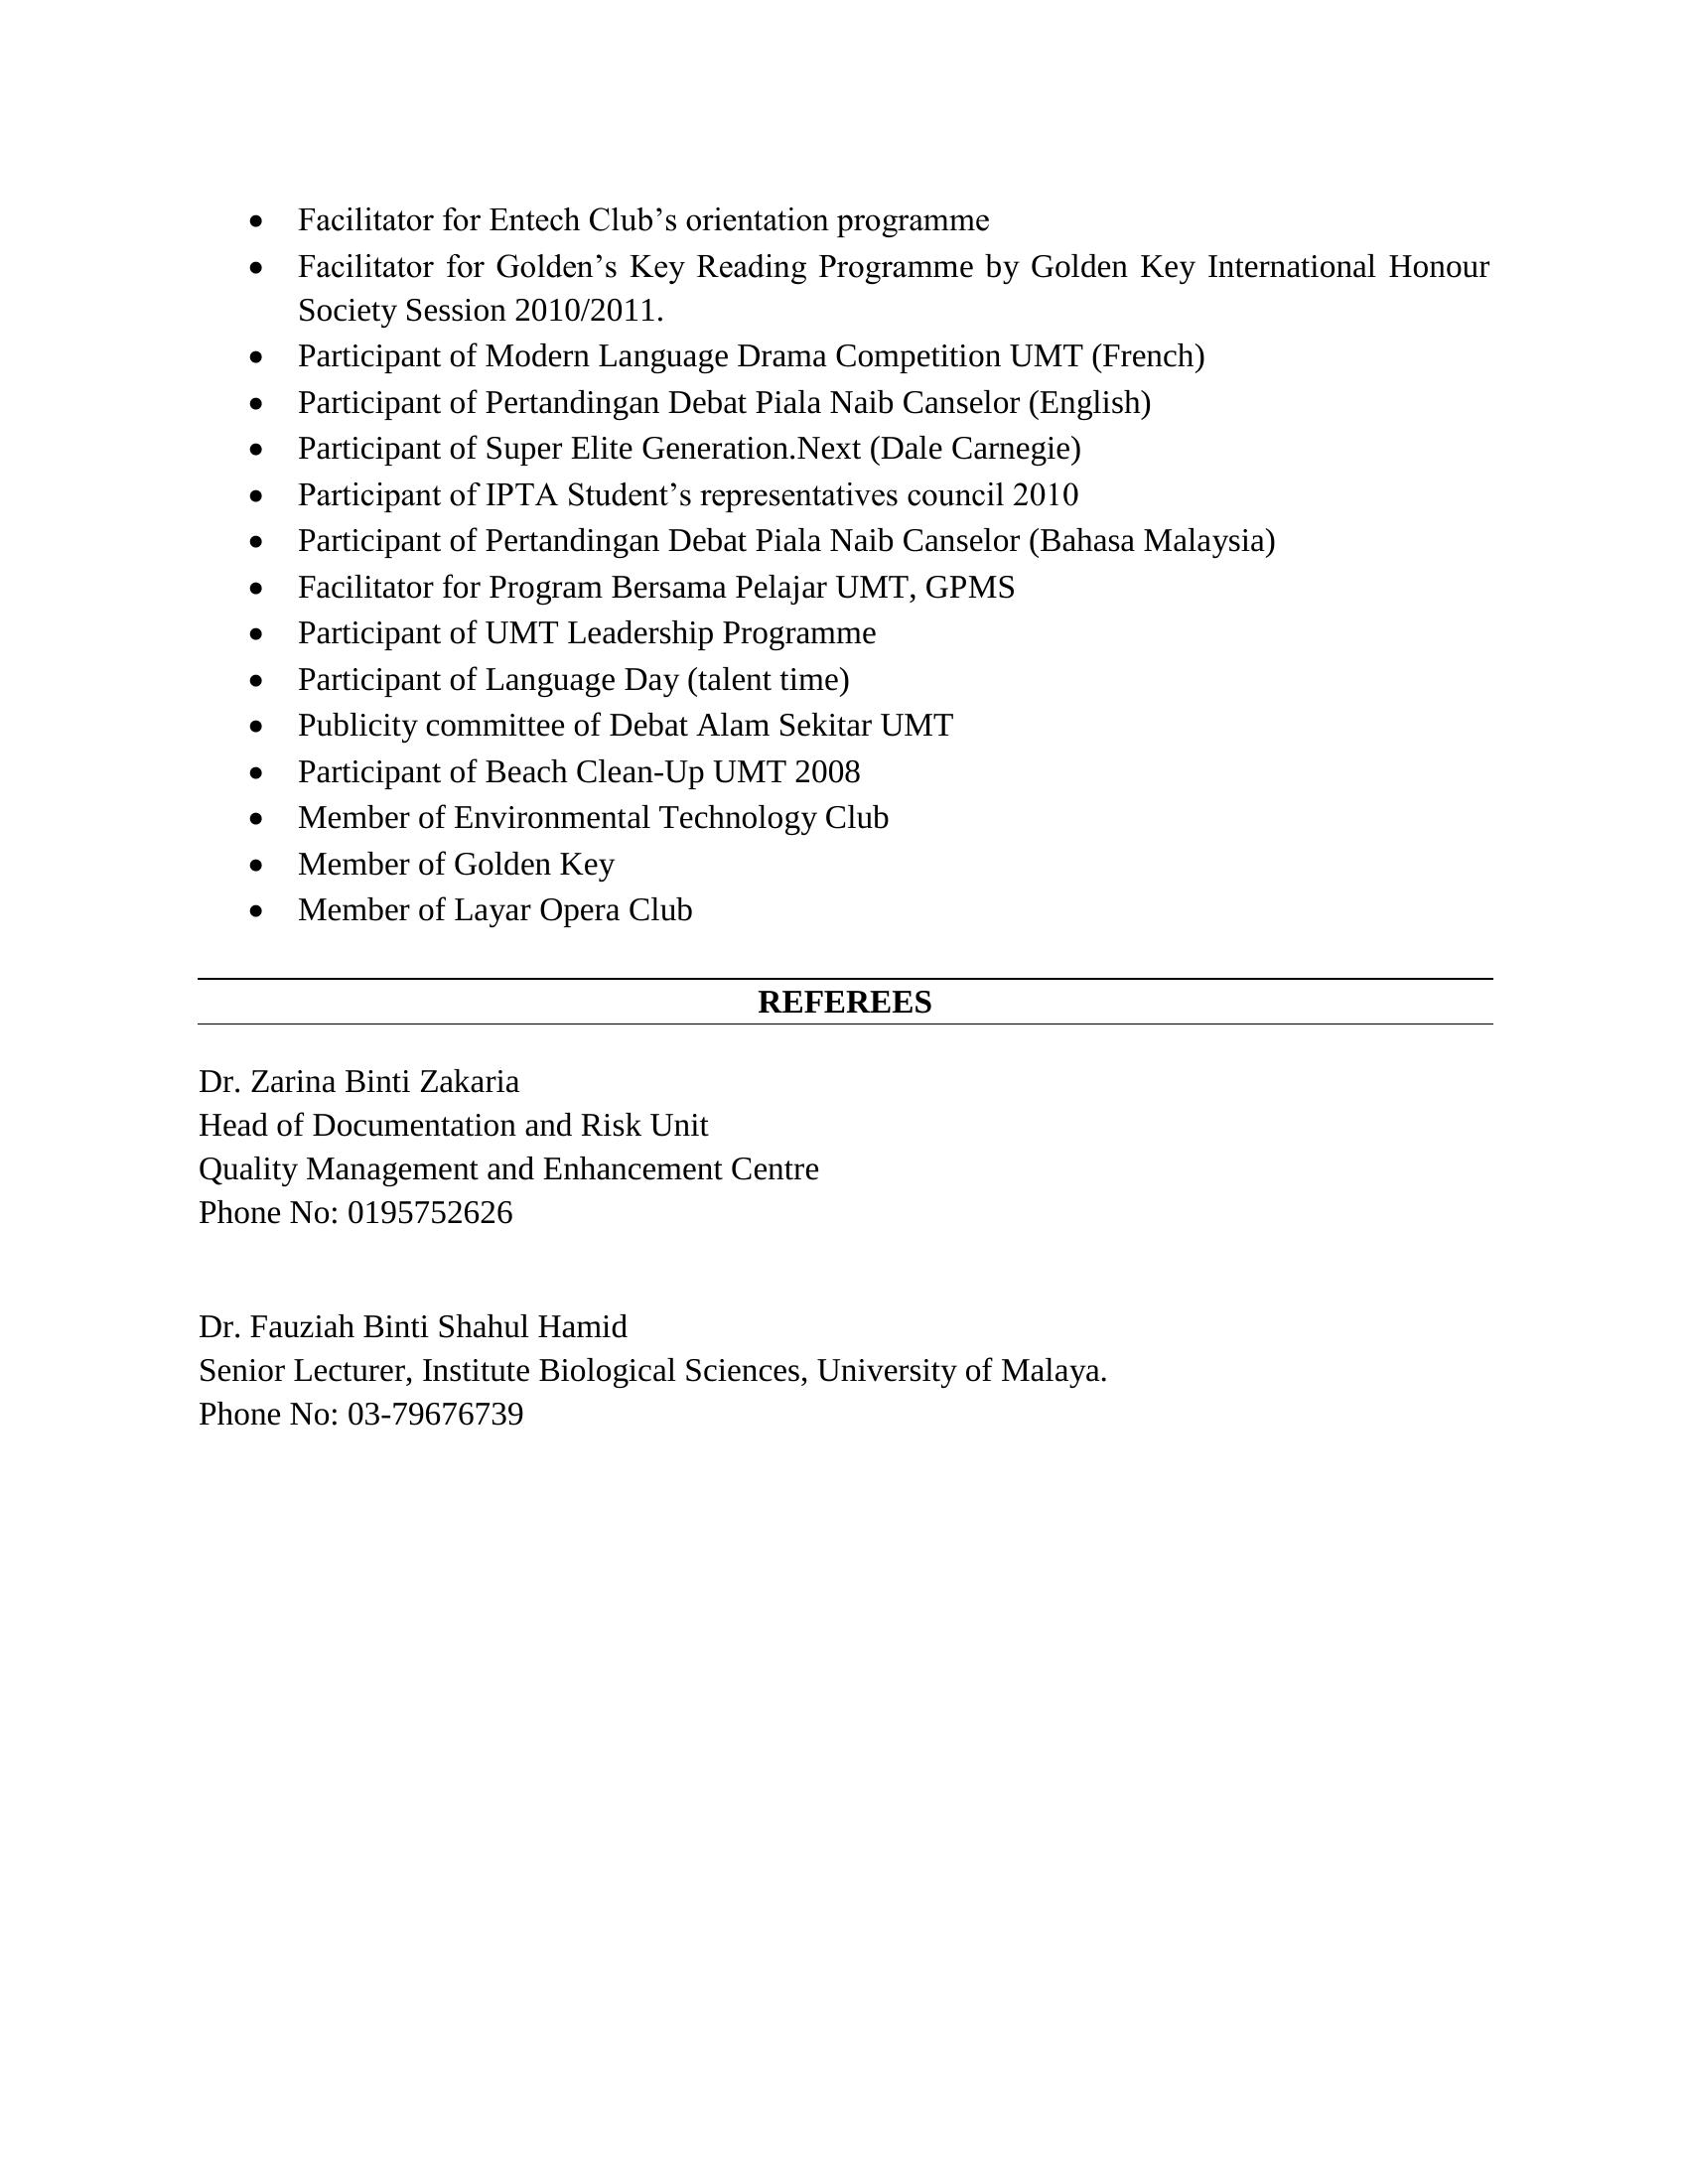 • Facilitator for Entech Club’s orientation programme
• Facilitator for Golden’s Key Reading Programme by Golden Key International Honour
Society Session 2010/2011.
• Participant of Modern Language Drama Competition UMT (French)
• Participant of Pertandingan Debat Piala Naib Canselor (English)
• Participant of Super Elite Generation.Next (Dale Carnegie)
• Participant of IPTA Student’s representatives council 2010
• Participant of Pertandingan Debat Piala Naib Canselor (Bahasa Malaysia)
• Facilitator for Program Bersama Pelajar UMT, GPMS
• Participant of UMT Leadership Programme
• Participant of Language Day (talent time)
• Publicity committee of Debat Alam Sekitar UMT
• Participant of Beach Clean-Up UMT 2008
• Member of Environmental Technology Club
• Member of Golden Key
• Member of Layar Opera Club
REFEREES
Dr. Zarina Binti Zakaria
Head of Documentation and Risk Unit
Quality Management and Enhancement Centre
Phone No: 0195752626
Dr. Fauziah Binti Shahul Hamid
Senior Lecturer, Institute Biological Sciences, University of Malaya.
Phone No: 03-79676739